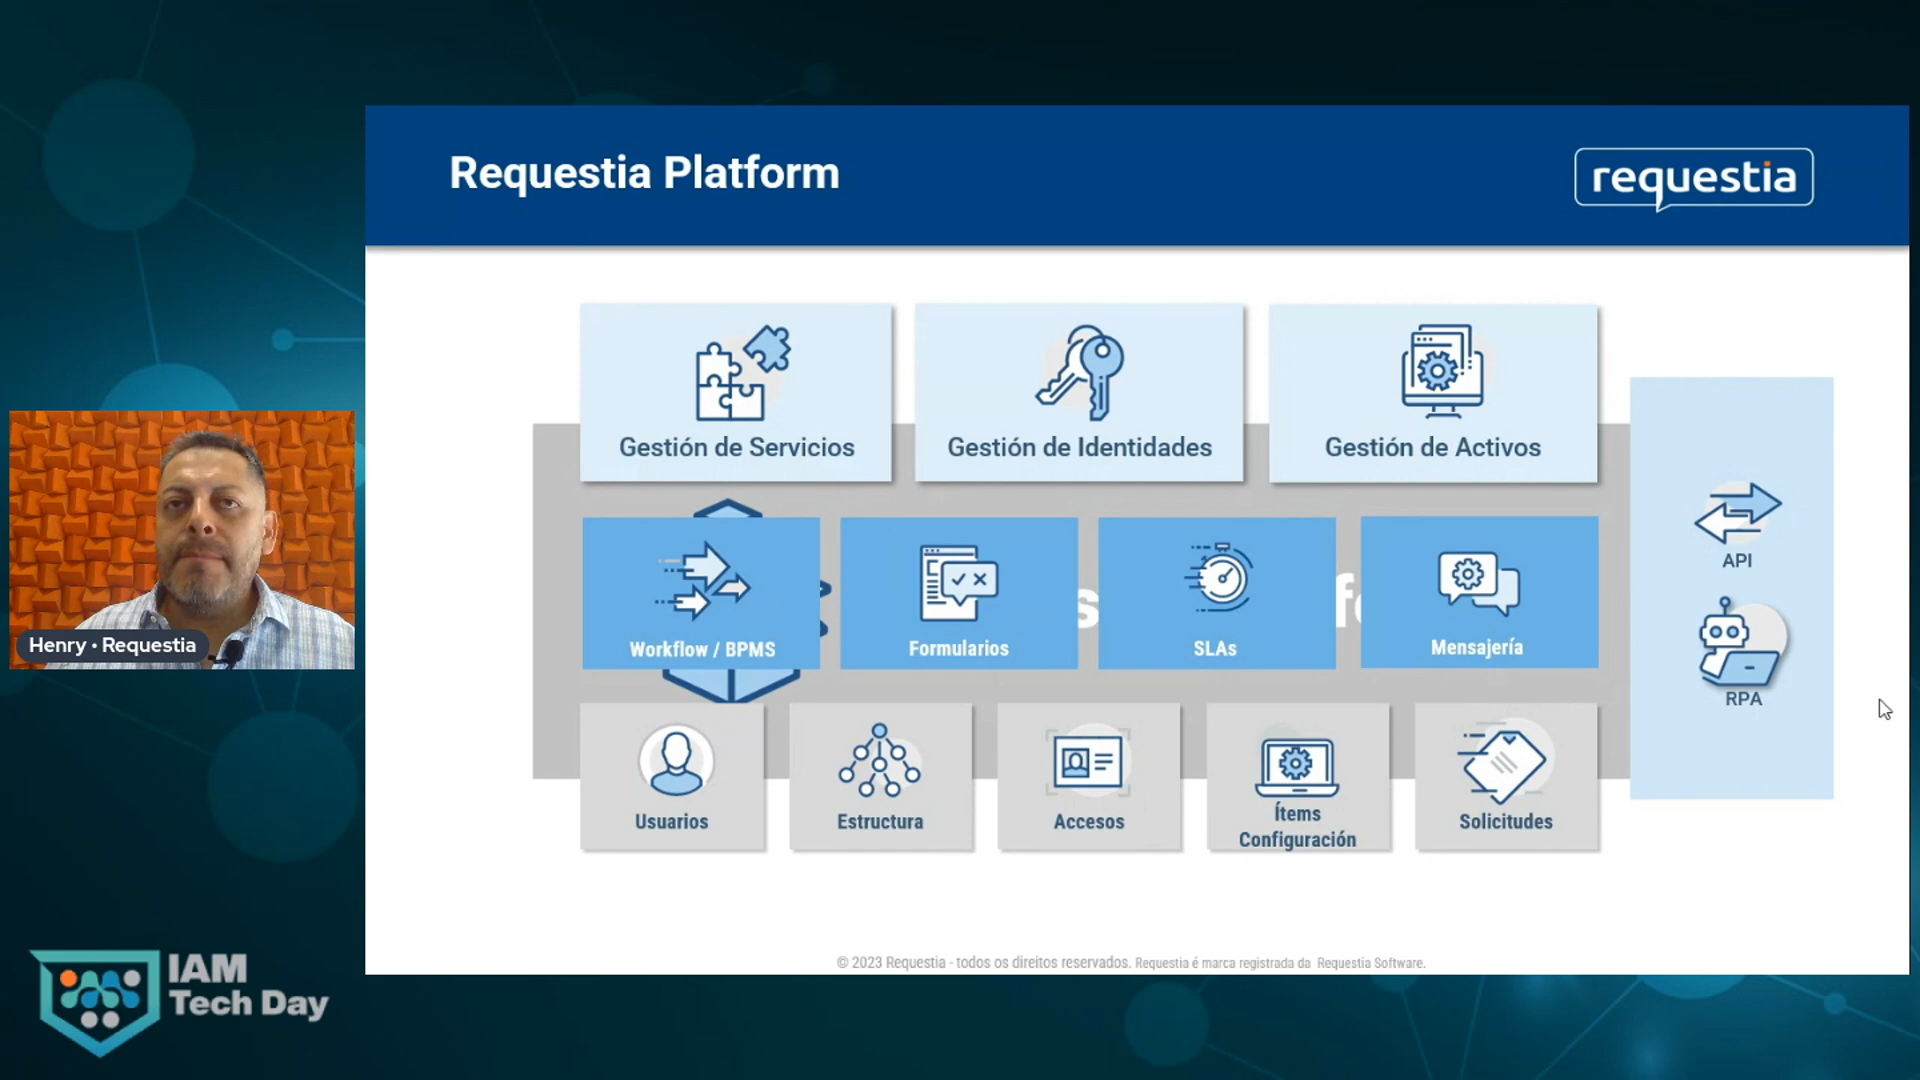 Requestia Platform
requestia
Gestión de Servicios
Gestión de Identidades
Gestión de Activos
API
RPA
Workflow / BPMS
Formularios
SLAs
Mensajería
Usuarios
Estructura
Accesos
Ítems
Configuración
Solicitudes
Henry • Requestia
IAM
Tech Day
© 2023 Requestia - todos os direitos reservados. Requestia é marca registrada da Requestia Software.